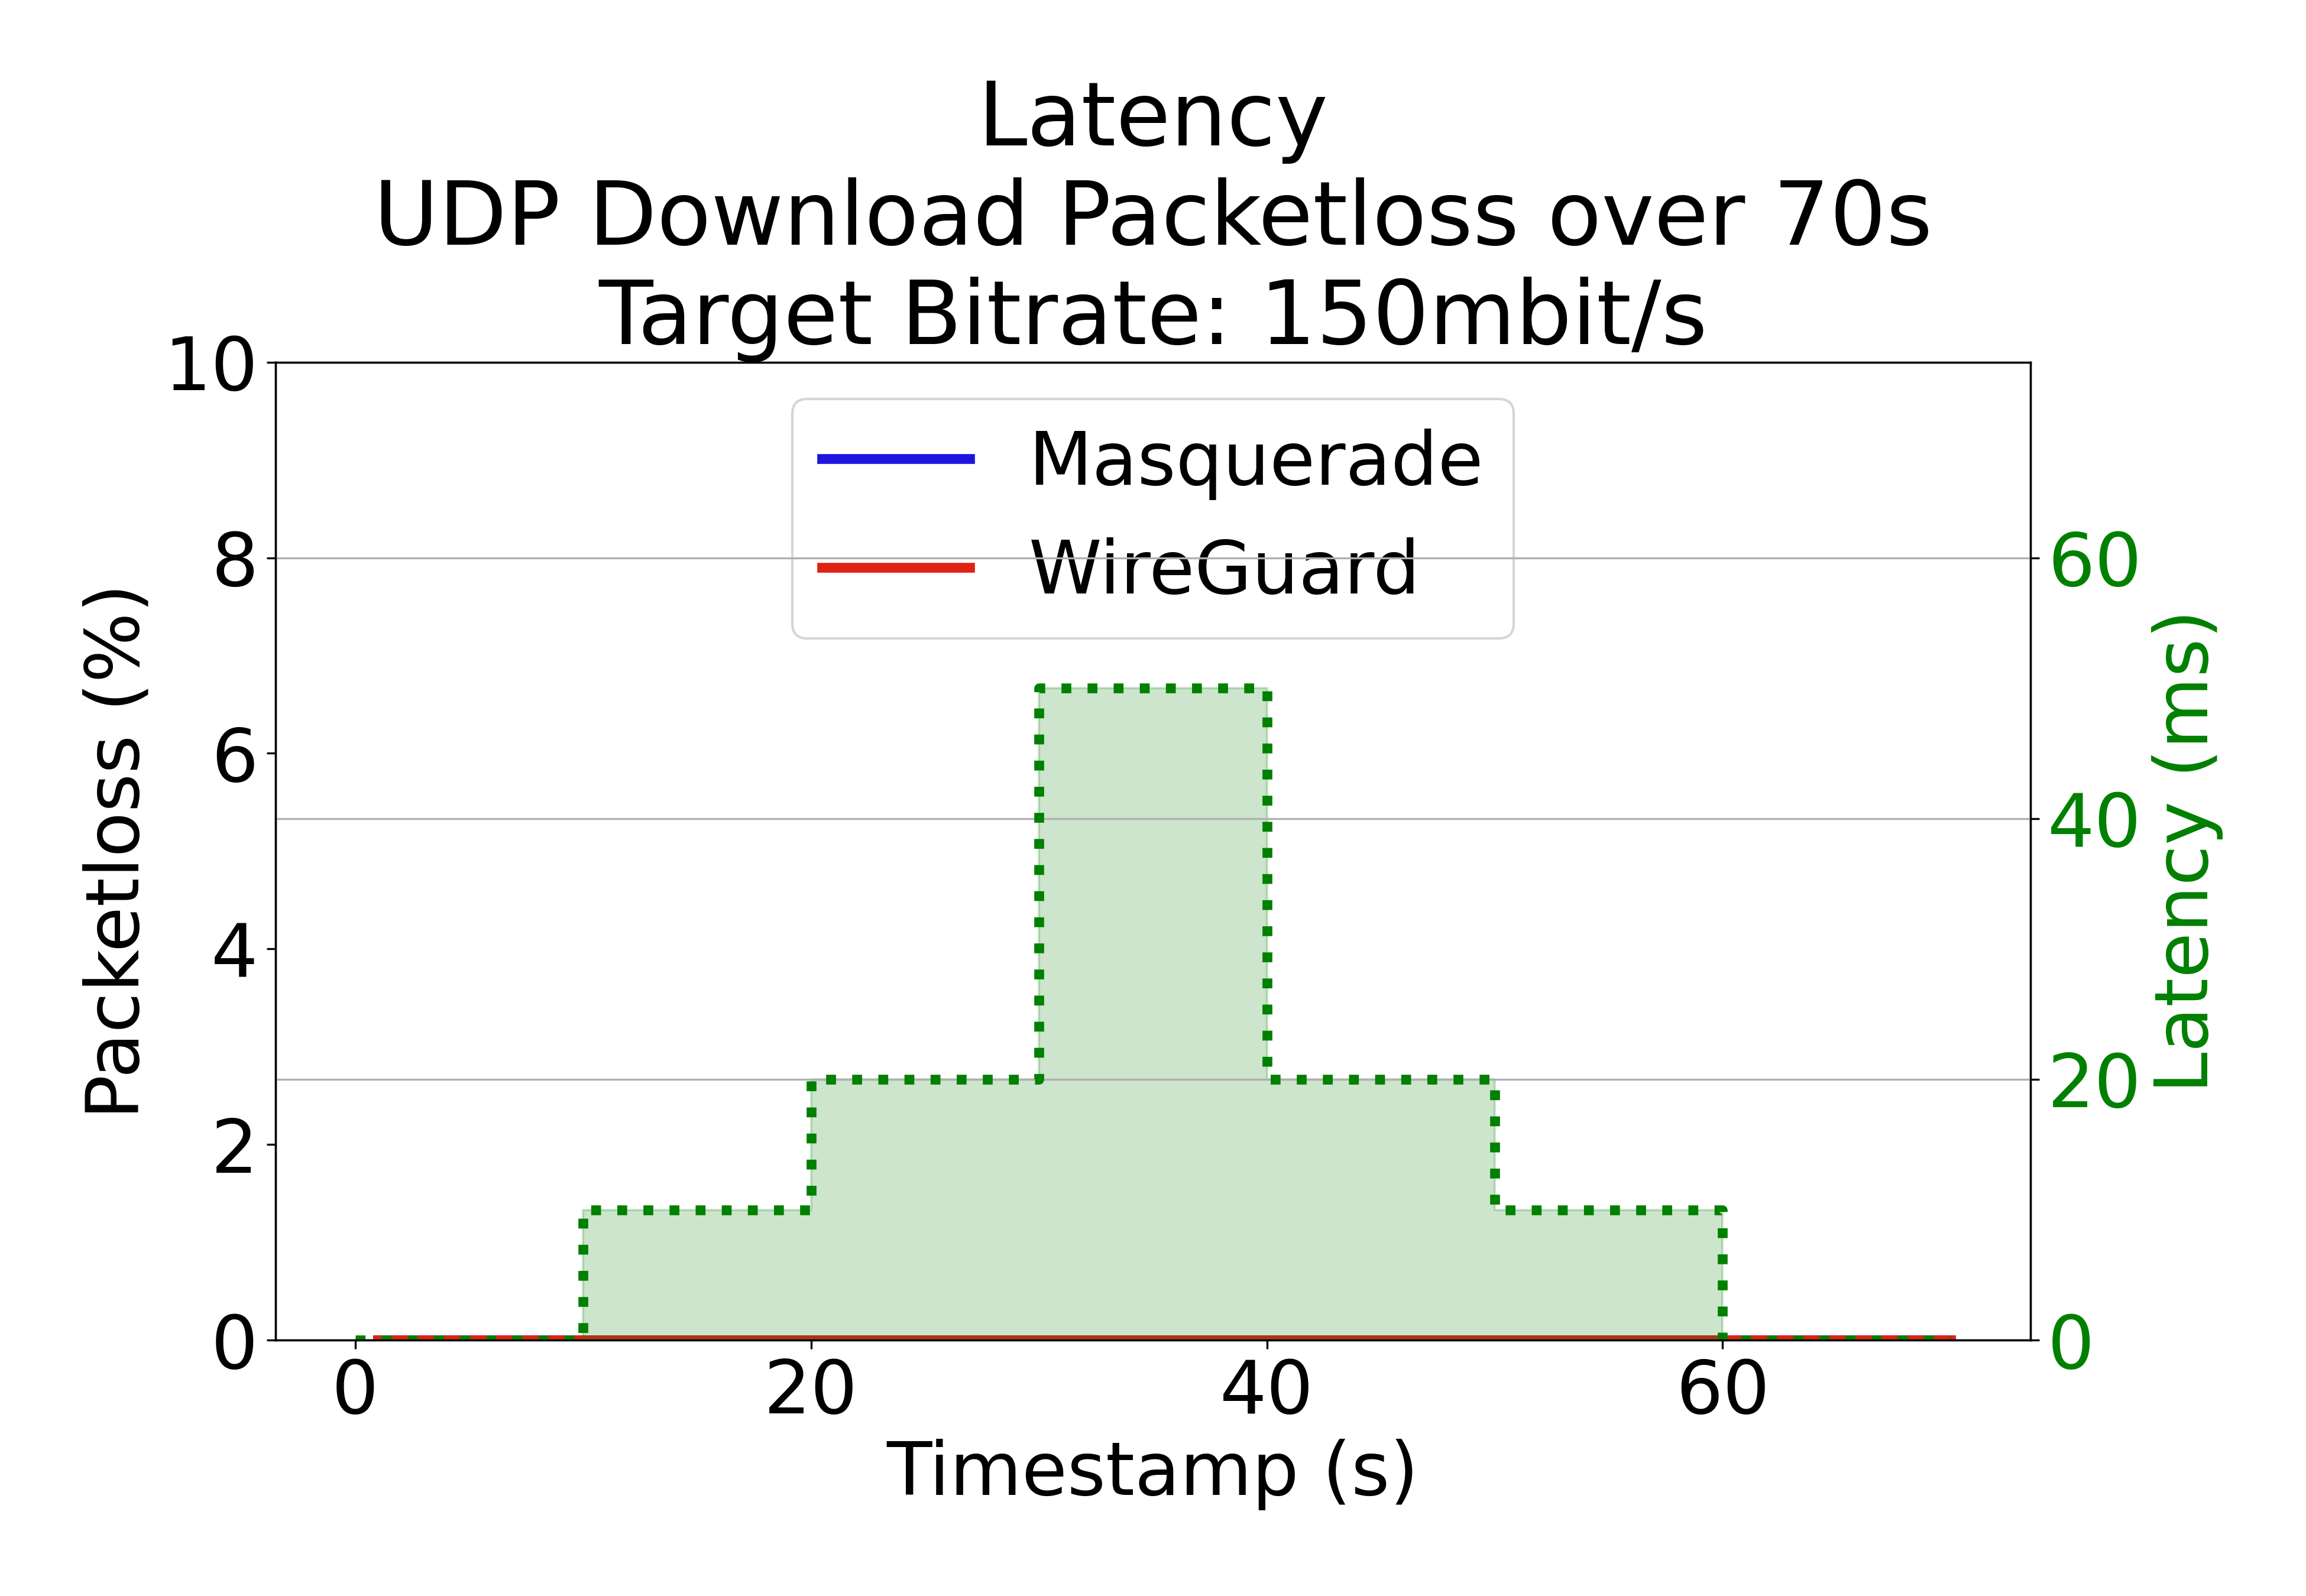 Latency
UDP Download Packetloss over 70s
Target Bitrate: 150mbit/s
10
8
6
4
2
0
Packetloss (%)
Masquerade
WireGuard
60
40
20
0
Latency (ms)
0 20 40 60
Timestamp (s)